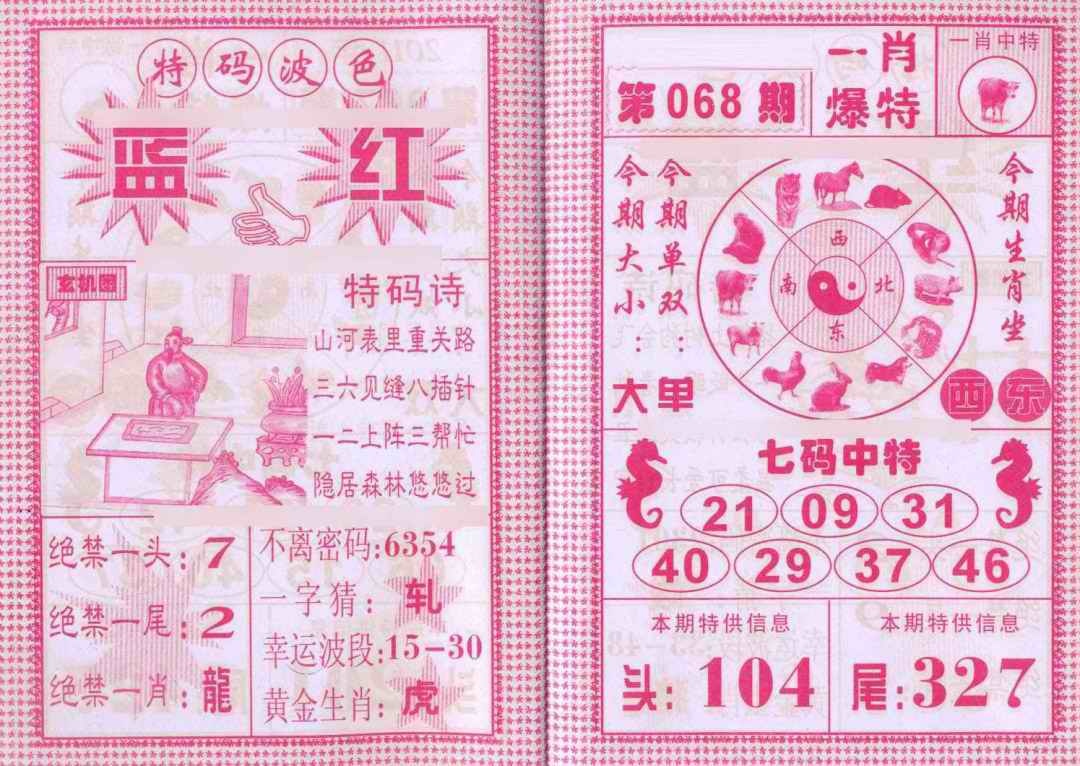 特码波色
蓝 红
玄机图
特码诗
山河表里重关路
三六见缝八插针
一二上阵三帮忙
隐居森林悠悠过
绝禁一头:7
绝禁一尾:2
绝禁一肖:龍
不离密码:6354
一字猜:轧
幸运波段:15-30
黄金生肖:虎
第068期
一肖
爆特
一肖中特
今期大小:大
今期单双:单
西
南 北
东
今期生肖坐
西东
七码中特
21 09 31
40 29 37 46
本期特供信息
头:104
本期特供信息
尾:327